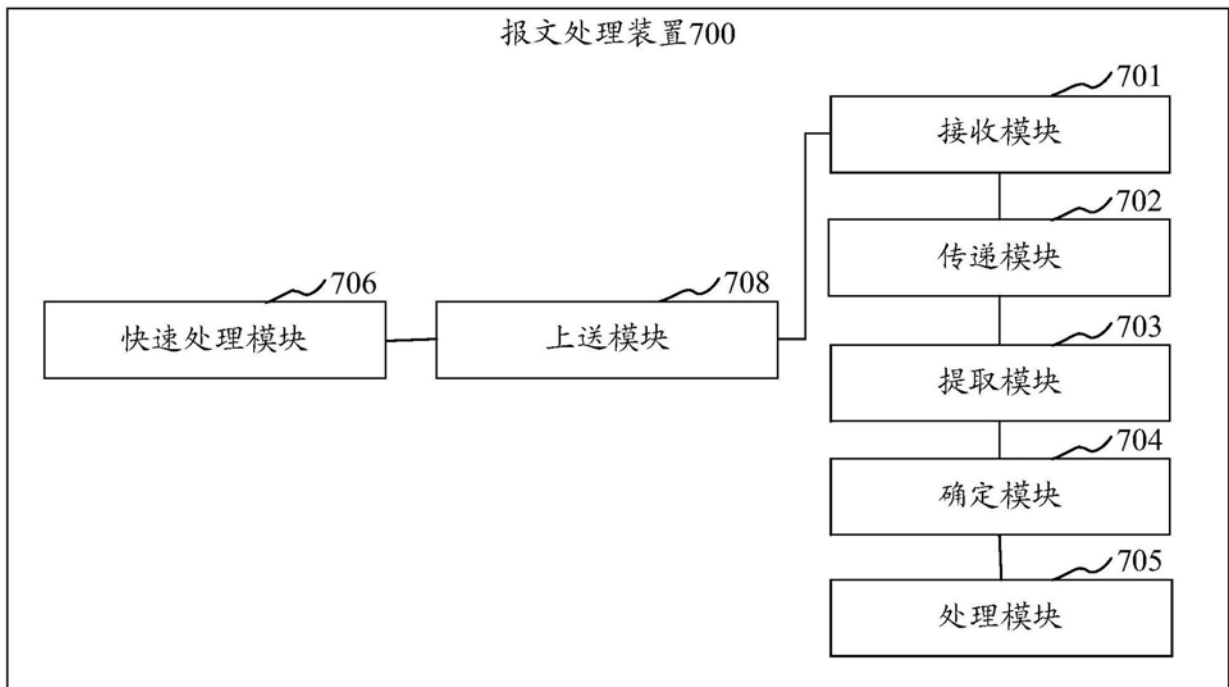 报文处理装置700
701
接收模块
702
传递模块
706
快速处理模块
708
上送模块
703
提取模块
704
确定模块
705
处理模块